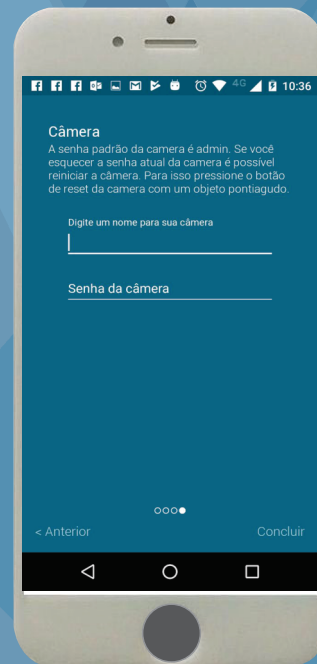 4G 10:36
Câmera
A senha padrão da camera é admin. Se você
esquecer a senha atual da camera é possível
reiniciar a câmera. Para isso pressione o botão
de reset da camera com um objeto pontiagudo.
Digite um nome para sua câmera
Senha da câmera
< Anterior
Concluir